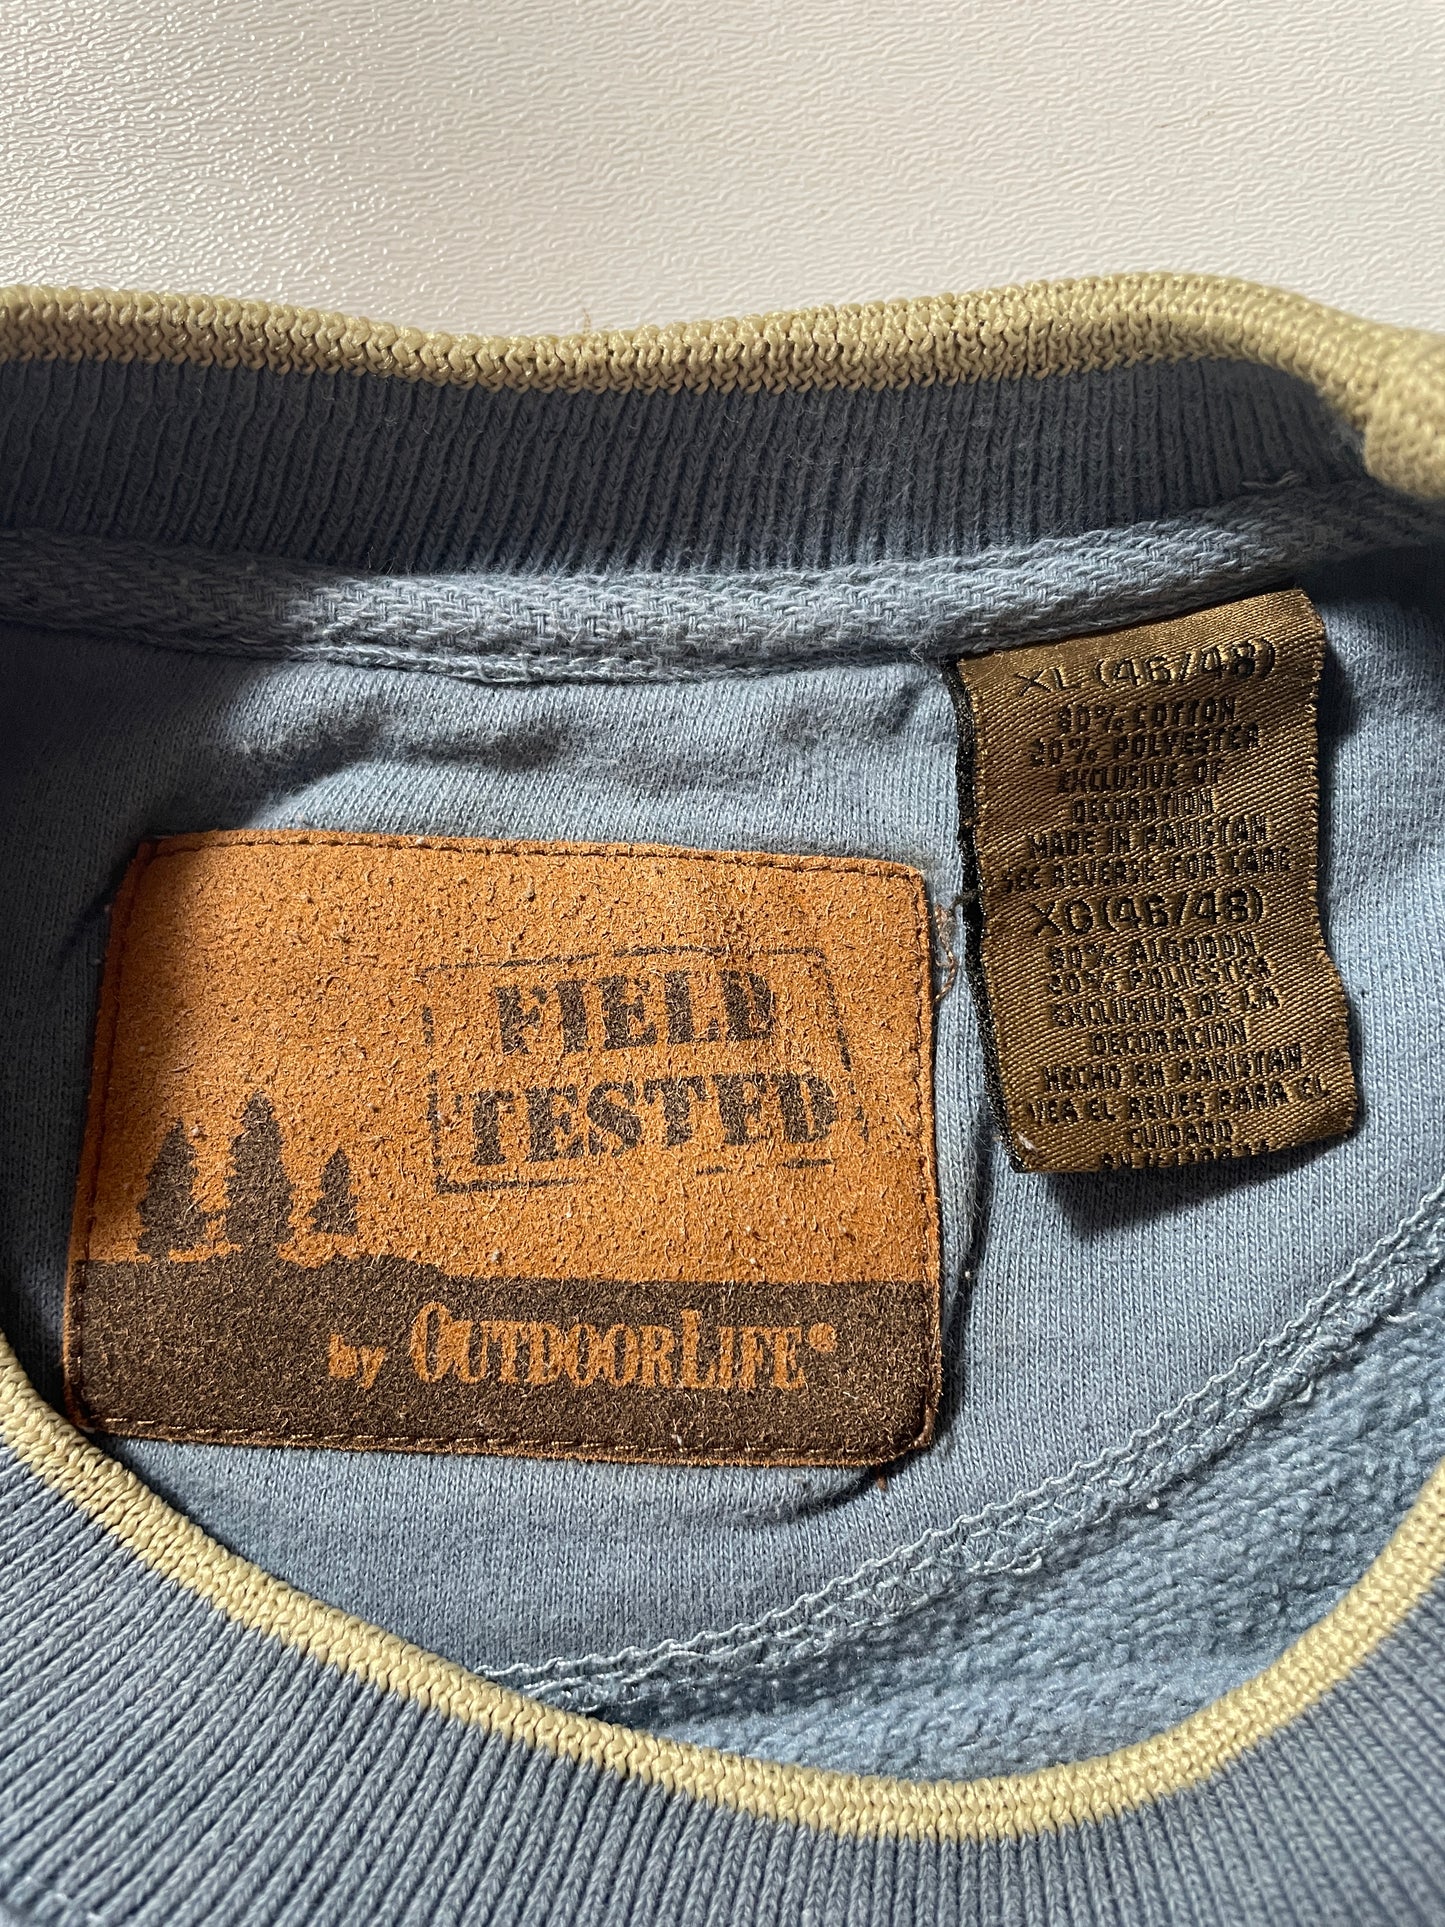 FIELD
TESTED
by OUTDOORLIFE®
XL (46/48)
80% COTTON
20% POLYESTER
EXCLUSIVE OF
DECORATION
MADE IN PAKISTAN
SEE REVERSE FOR CARE
XG (46/48)
80% ALGODON
20% POLIESTER
EXCLUSIVA DE LA
DECORACION
HECHO EN PAKISTAN
VEA EL REVES PARA EL
CUIDADO